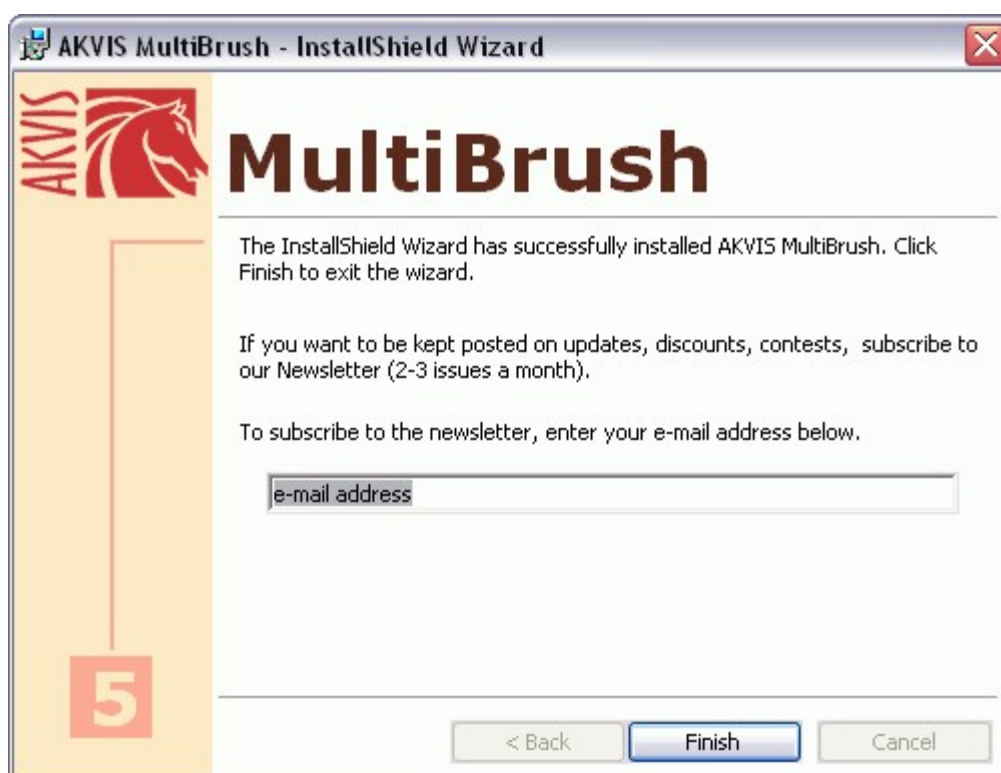 AKVIS MultiBrush - InstallShield Wizard
AKVIS
MultiBrush
The InstallShield Wizard has successfully installed AKVIS MultiBrush. Click
Finish to exit the wizard.
If you want to be kept posted on updates, discounts, contests,  subscribe to
our Newsletter (2-3 issues a month).
To subscribe to the newsletter, enter your e-mail address below.
e-mail address
5
< Back
Finish
Cancel